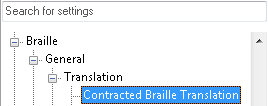 Search for settings
Braille
General
Translation
Contracted Braille Translation